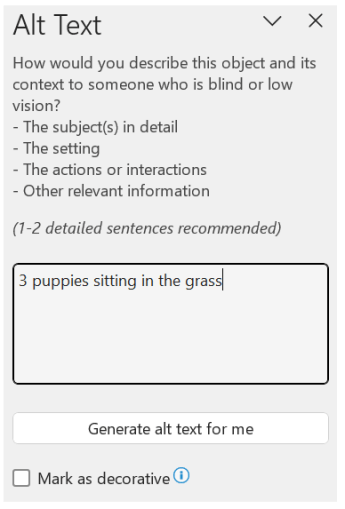 Alt Text
How would you describe this object and its
context to someone who is blind or low
vision?
- The subject(s) in detail
- The setting
- The actions or interactions
- Other relevant information
(1-2 detailed sentences recommended)
3 puppies sitting in the grass
Generate alt text for me
Mark as decorative